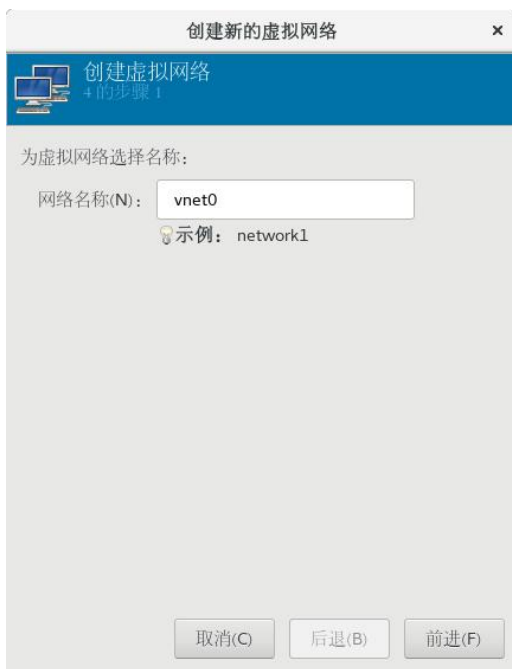 创建新的虚拟网络 ×
创建虚拟网络
4 的步骤 1
为虚拟网络选择名称：
网络名称(N)： vnet0
示例： network1
取消(C) 后退(B) 前进(F)